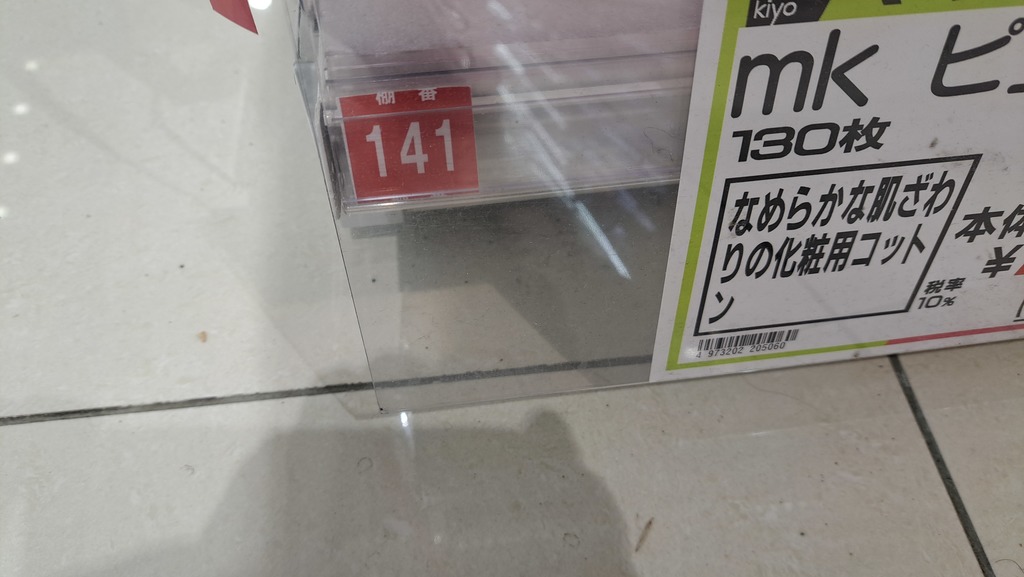 棚番
141
kiyo
mk ピュ
130枚
なめらかな肌ざわ
りの化粧用コット
ン
本体
¥
税率
10%
4 973202 205060